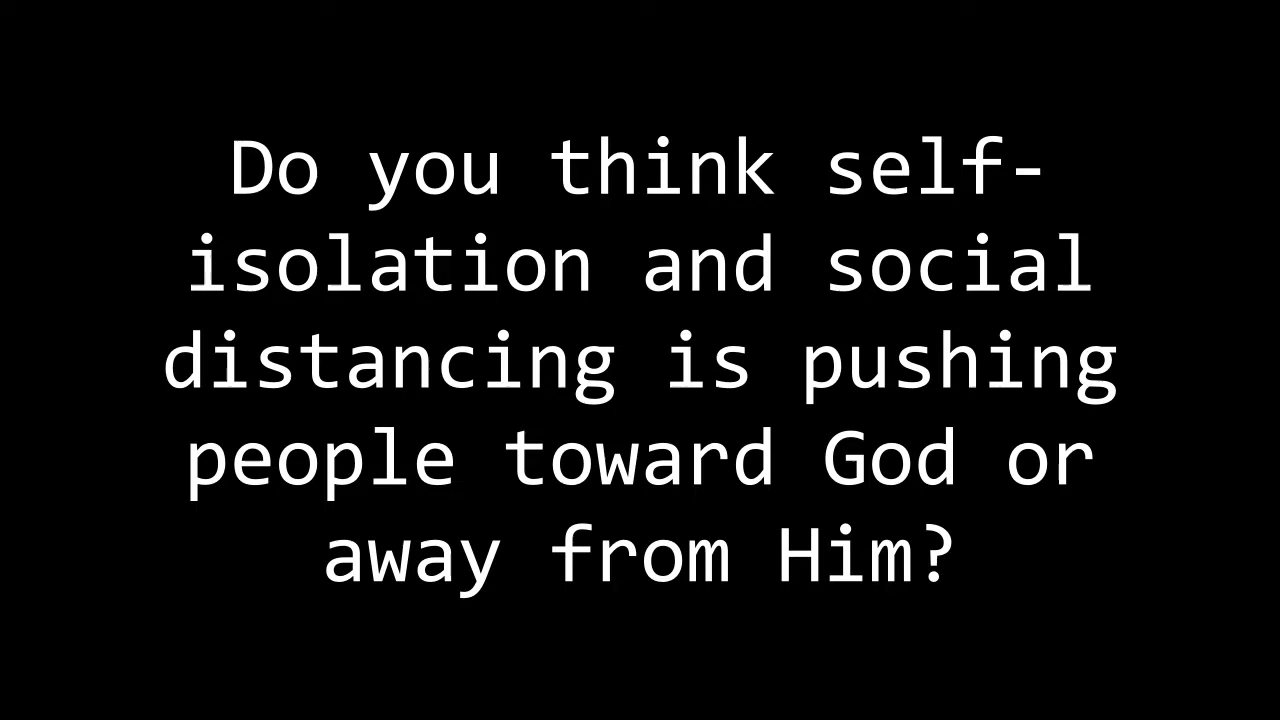 Do you think self-
isolation and social
distancing is pushing
people toward God or
away from Him?